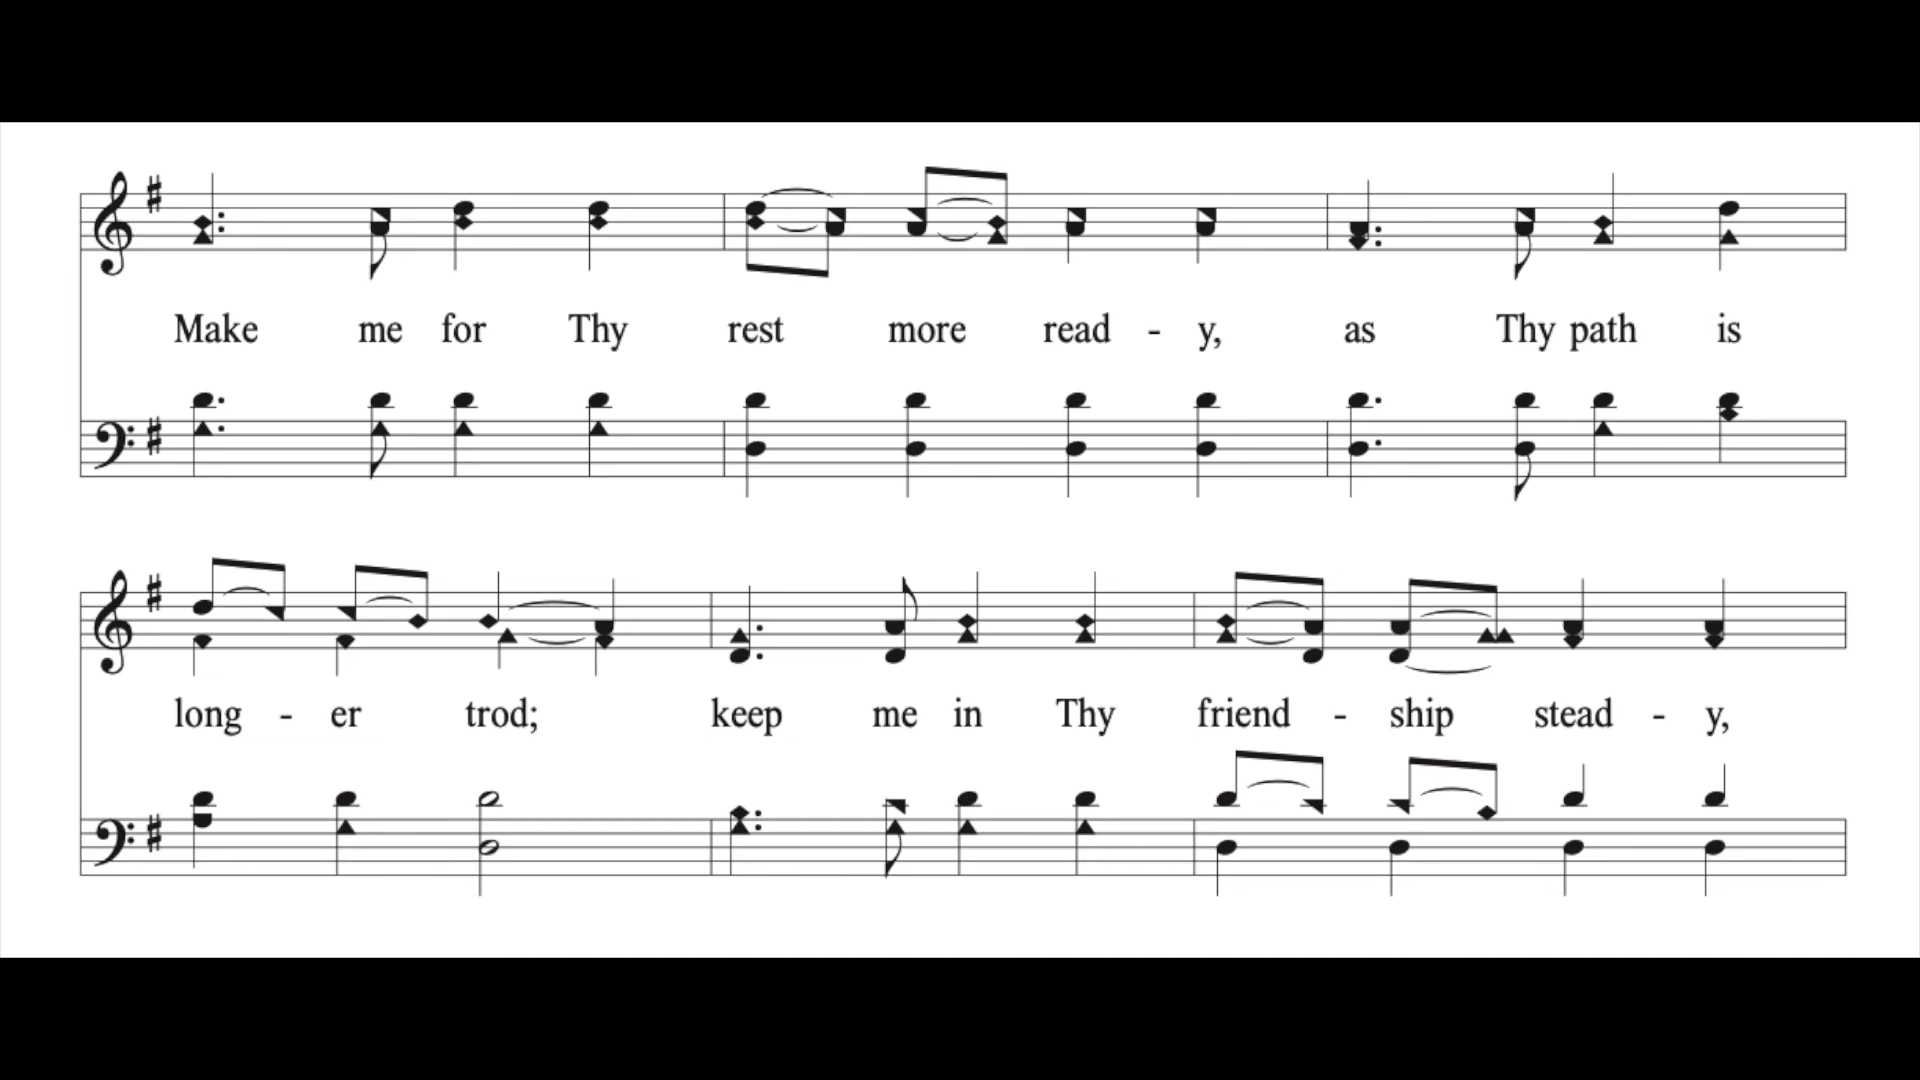 Make me for Thy rest more read - y, as Thy path is
long - er trod; keep me in Thy friend - ship stead - y,